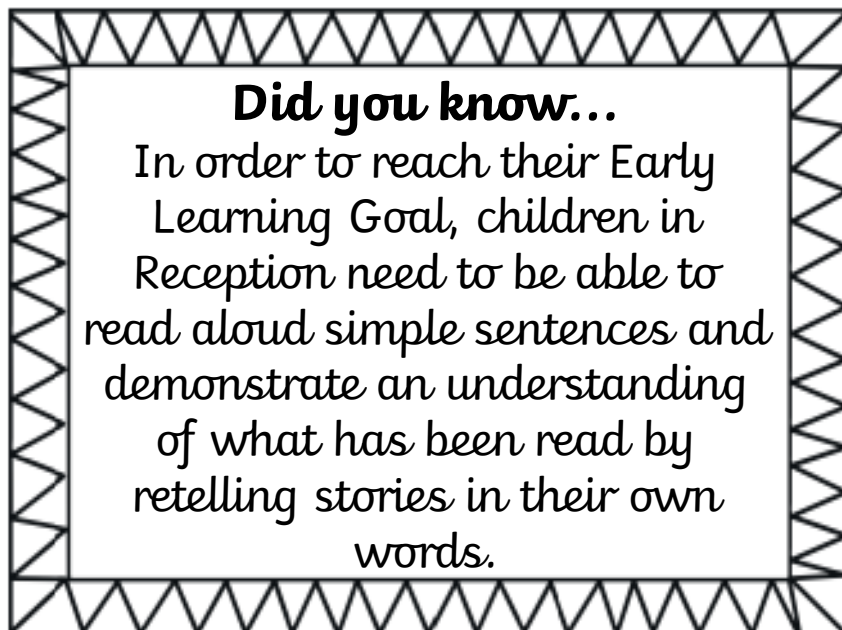 Did you know...
In order to reach their Early
Learning Goal, children in
Reception need to be able to
read aloud simple sentences and
demonstrate an understanding
of what has been read by
retelling stories in their own
words.